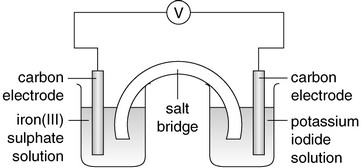 V
carbon
electrode
iron(III)
sulphate
solution
salt
bridge
carbon
electrode
potassium
iodide
solution